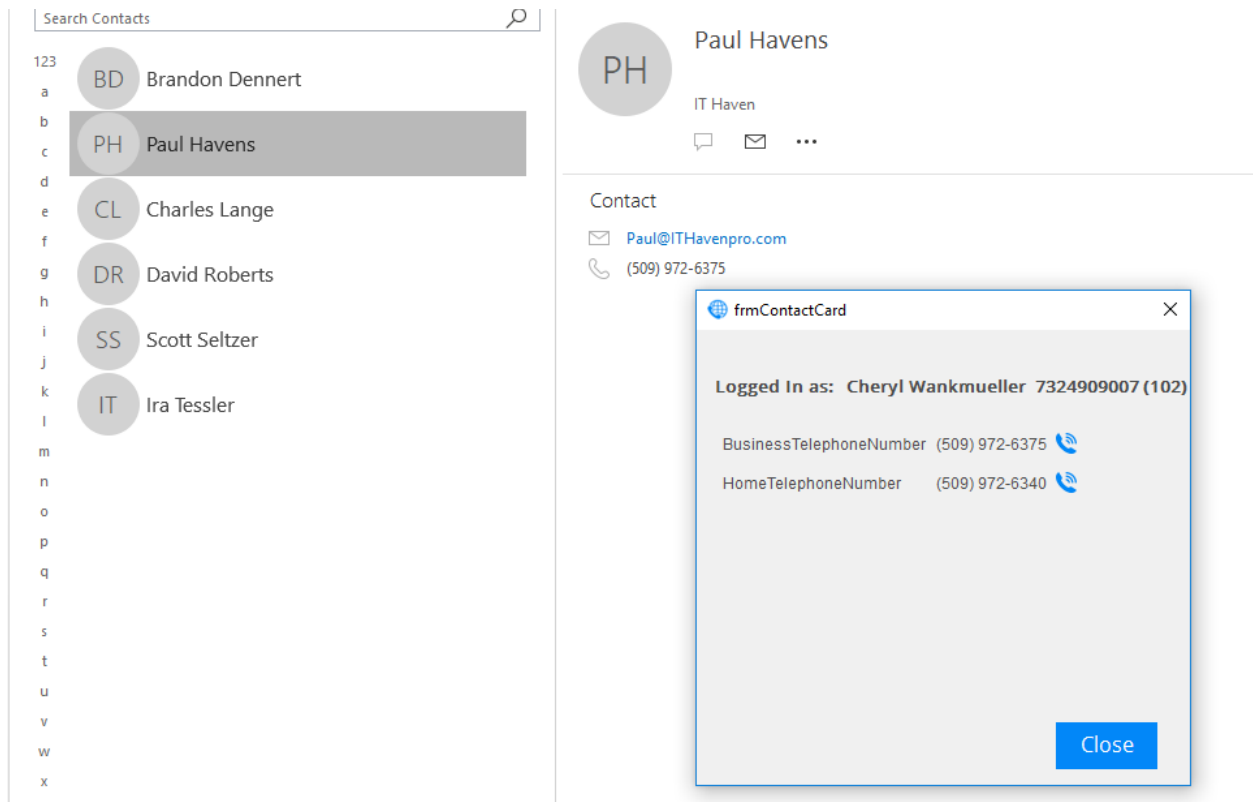 Search Contacts
123
a
b
c
d
e
f
g
h
i
j
k
l
m
n
o
p
q
r
s
t
u
v
w
x
BD Brandon Dennert
PH Paul Havens
CL Charles Lange
DR David Roberts
SS Scott Seltzer
IT Ira Tessler
PH
Paul Havens
IT Haven
Contact
Paul@ITHavenpro.com
(509) 972-6375
frmContactCard
Logged In as: Cheryl Wankmueller 7324909007 (102)
BusinessTelephoneNumber (509) 972-6375
HomeTelephoneNumber (509) 972-6340
Close